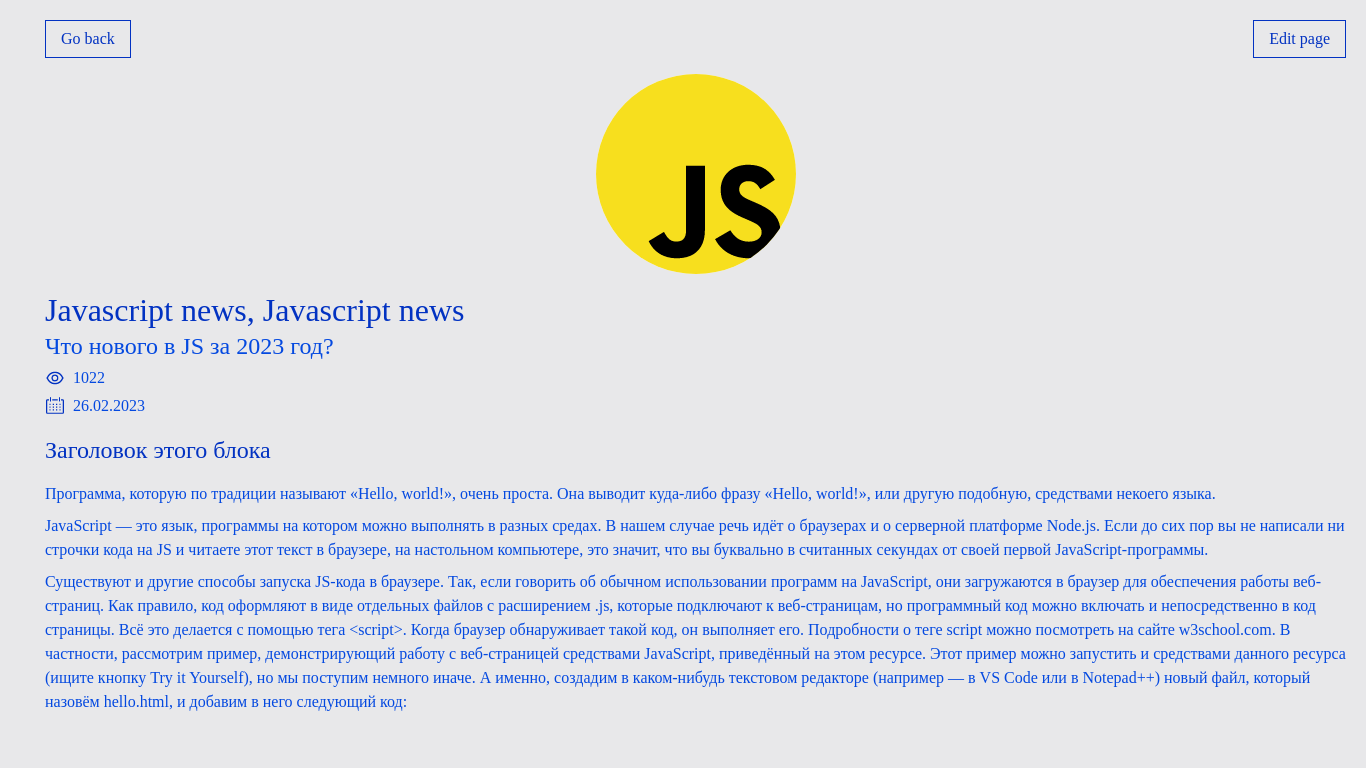 Go back
Edit page
JS
Javascript news, Javascript news
Что нового в JS за 2023 год?
1022
26.02.2023
Заголовок этого блока
Программа, которую по традиции называют «Hello, world!», очень проста. Она выводит куда-либо фразу «Hello, world!», или другую подобную, средствами некоего языка.
JavaScript — это язык, программы на котором можно выполнять в разных средах. В нашем случае речь идёт о браузерах и о серверной платформе Node.js. Если до сих пор вы не написали ни
строчки кода на JS и читаете этот текст в браузере, на настольном компьютере, это значит, что вы буквально в считанных секундах от своей первой JavaScript-программы.
Существуют и другие способы запуска JS-кода в браузере. Так, если говорить об обычном использовании программ на JavaScript, они загружаются в браузер для обеспечения работы веб-
страниц. Как правило, код оформляют в виде отдельных файлов с расширением .js, которые подключают к веб-страницам, но программный код можно включать и непосредственно в код
страницы. Всё это делается с помощью тега <script>. Когда браузер обнаруживает такой код, он выполняет его. Подробности о теге script можно посмотреть на сайте w3school.com. В
частности, рассмотрим пример, демонстрирующий работу с веб-страницей средствами JavaScript, приведённый на этом ресурсе. Этот пример можно запустить и средствами данного ресурса
(ищите кнопку Try it Yourself), но мы поступим немного иначе. А именно, создадим в каком-нибудь текстовом редакторе (например — в VS Code или в Notepad++) новый файл, который
назовём hello.html, и добавим в него следующий код: